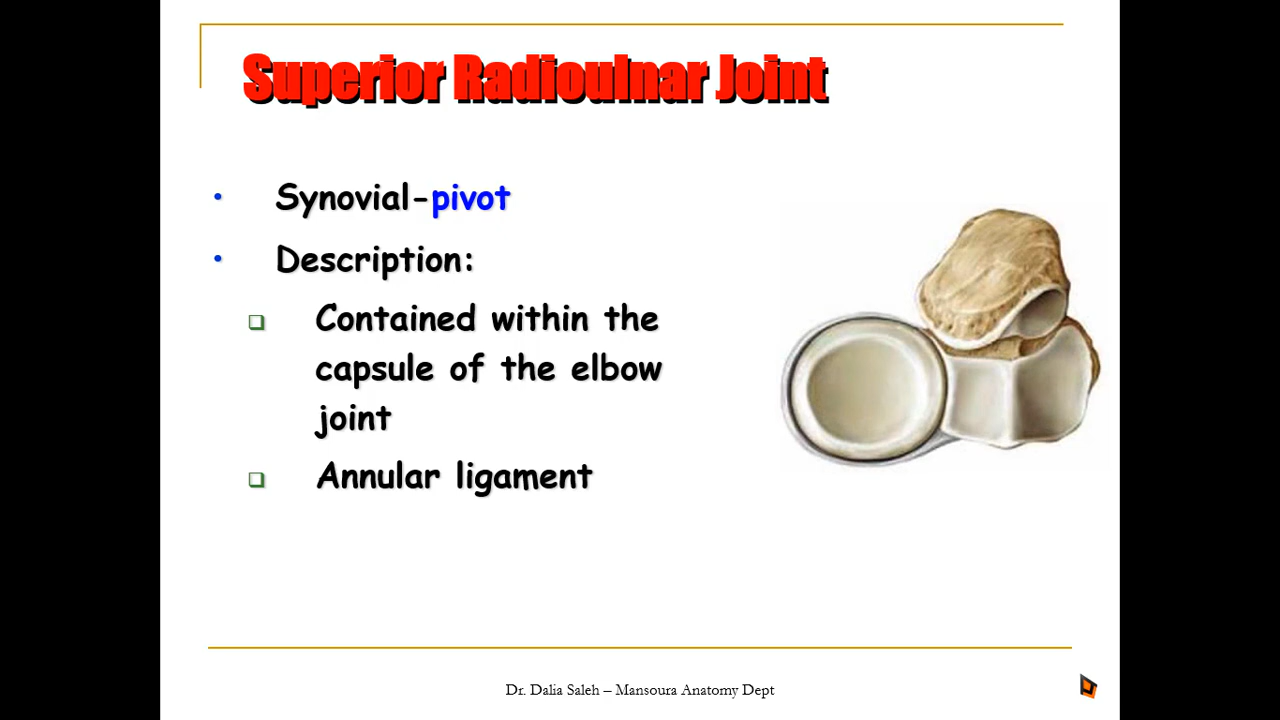 Superior Radioulnar Joint
• Synovial-pivot
• Description:
❑ Contained within the
capsule of the elbow
joint
❑ Annular ligament
Dr. Dalia Saleh – Mansoura Anatomy Dept